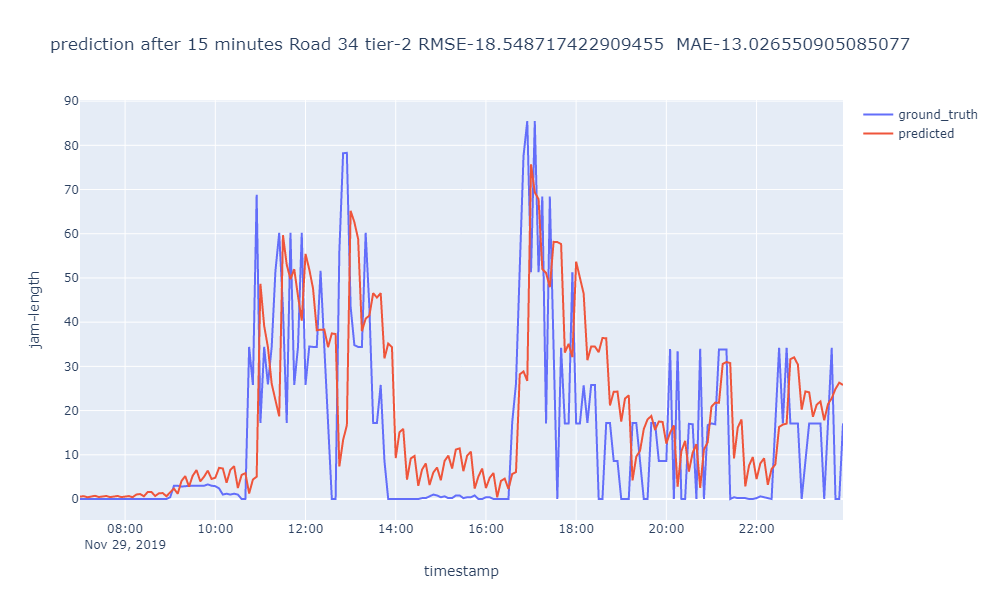 prediction after 15 minutes Road 34 tier-2 RMSE-18.548717422909455  MAE-13.026550905085077
ground_truth
predicted
90
80
70
60
50
40
30
20
10
0
jam-length
08:00 10:00 12:00 14:00 16:00 18:00 20:00 22:00
Nov 29, 2019
timestamp